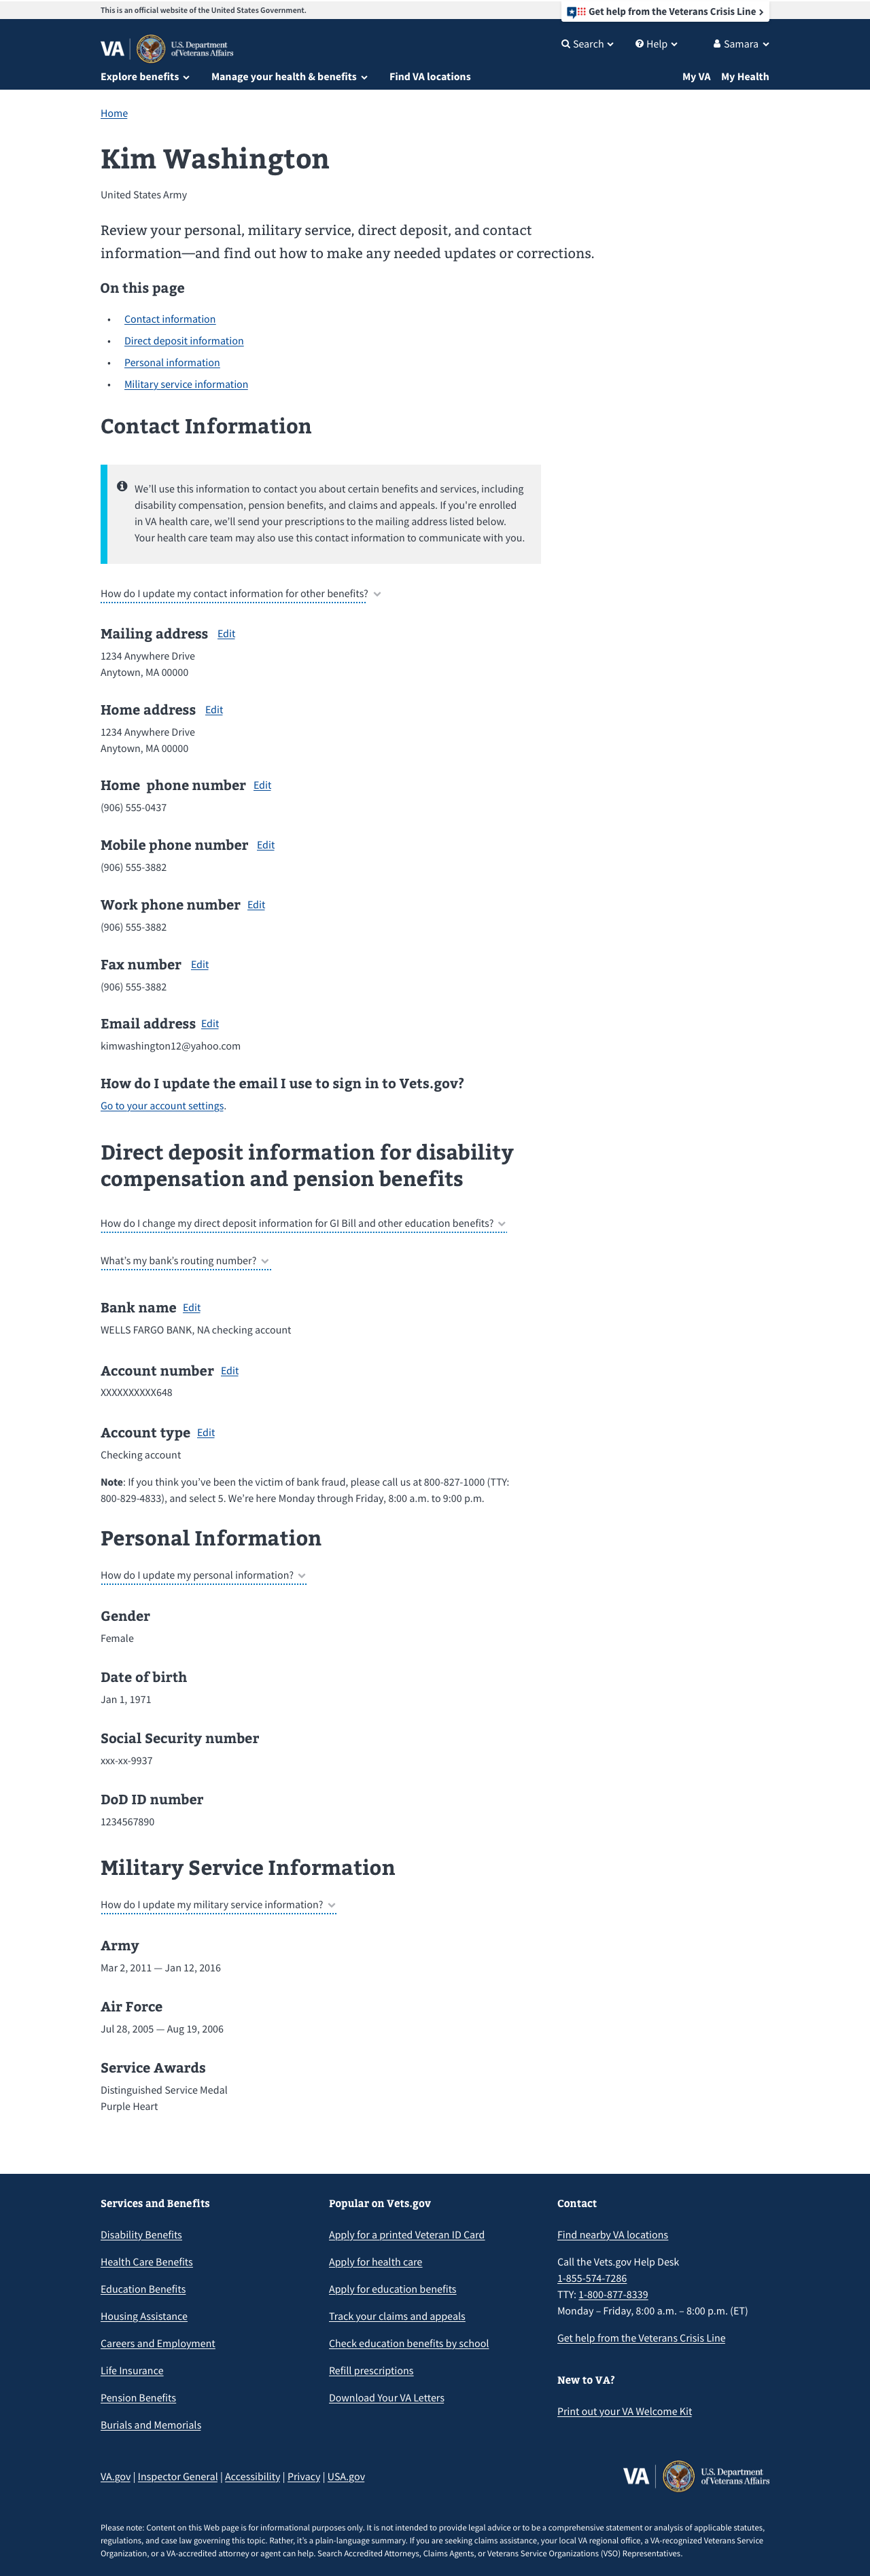 This is an official website of the United States Government.
Get help from the Veterans Crisis Line
VA
U.S. Department
of Veterans Affairs
Search
Help
Samara
Explore benefits
Manage your health & benefits
Find VA locations
My VA
My Health
Home
Kim Washington
United States Army
Review your personal, military service, direct deposit, and contact
information—and find out how to make any needed updates or corrections.
On this page
• Contact information
• Direct deposit information
• Personal information
• Military service information
Contact Information
We’ll use this information to contact you about certain benefits and services, including
disability compensation, pension benefits, and claims and appeals. If you’re enrolled
in VA health care, we’ll send your prescriptions to the mailing address listed below.
Your health care team may also use this contact information to communicate with you.
How do I update my contact information for other benefits?
Mailing address Edit
1234 Anywhere Drive
Anytown, MA 00000
Home address Edit
1234 Anywhere Drive
Anytown, MA 00000
Home phone number Edit
(906) 555-0437
Mobile phone number Edit
(906) 555-3882
Work phone number Edit
(906) 555-3882
Fax number Edit
(906) 555-3882
Email address Edit
kimwashington12@yahoo.com
How do I update the email I use to sign in to Vets.gov?
Go to your account settings.
Direct deposit information for disability
compensation and pension benefits
How do I change my direct deposit information for GI Bill and other education benefits?
What’s my bank’s routing number?
Bank name Edit
WELLS FARGO BANK, NA checking account
Account number Edit
XXXXXXXXXX648
Account type Edit
Checking account
Note: If you think you’ve been the victim of bank fraud, please call us at 800-827-1000 (TTY:
800-829-4833), and select 5. We’re here Monday through Friday, 8:00 a.m. to 9:00 p.m.
Personal Information
How do I update my personal information?
Gender
Female
Date of birth
Jan 1, 1971
Social Security number
xxx-xx-9937
DoD ID number
1234567890
Military Service Information
How do I update my military service information?
Army
Mar 2, 2011 — Jan 12, 2016
Air Force
Jul 28, 2005 — Aug 19, 2006
Service Awards
Distinguished Service Medal
Purple Heart
Services and Benefits
Disability Benefits
Health Care Benefits
Education Benefits
Housing Assistance
Careers and Employment
Life Insurance
Pension Benefits
Burials and Memorials
Popular on Vets.gov
Apply for a printed Veteran ID Card
Apply for health care
Apply for education benefits
Track your claims and appeals
Check education benefits by school
Refill prescriptions
Download Your VA Letters
Contact
Find nearby VA locations
Call the Vets.gov Help Desk
1-855-574-7286
TTY: 1-800-877-8339
Monday – Friday, 8:00 a.m. – 8:00 p.m. (ET)
Get help from the Veterans Crisis Line
New to VA?
Print out your VA Welcome Kit
VA.gov | Inspector General | Accessibility | Privacy | USA.gov
VA
U.S. Department
of Veterans Affairs
Please note: Content on this Web page is for informational purposes only. It is not intended to provide legal advice or to be a comprehensive statement or analysis of applicable statutes,
regulations, and case law governing this topic. Rather, it’s a plain-language summary. If you are seeking claims assistance, your local VA regional office, a VA-recognized Veterans Service
Organization, or a VA-accredited attorney or agent can help. Search Accredited Attorneys, Claims Agents, or Veterans Service Organizations (VSO) Representatives.